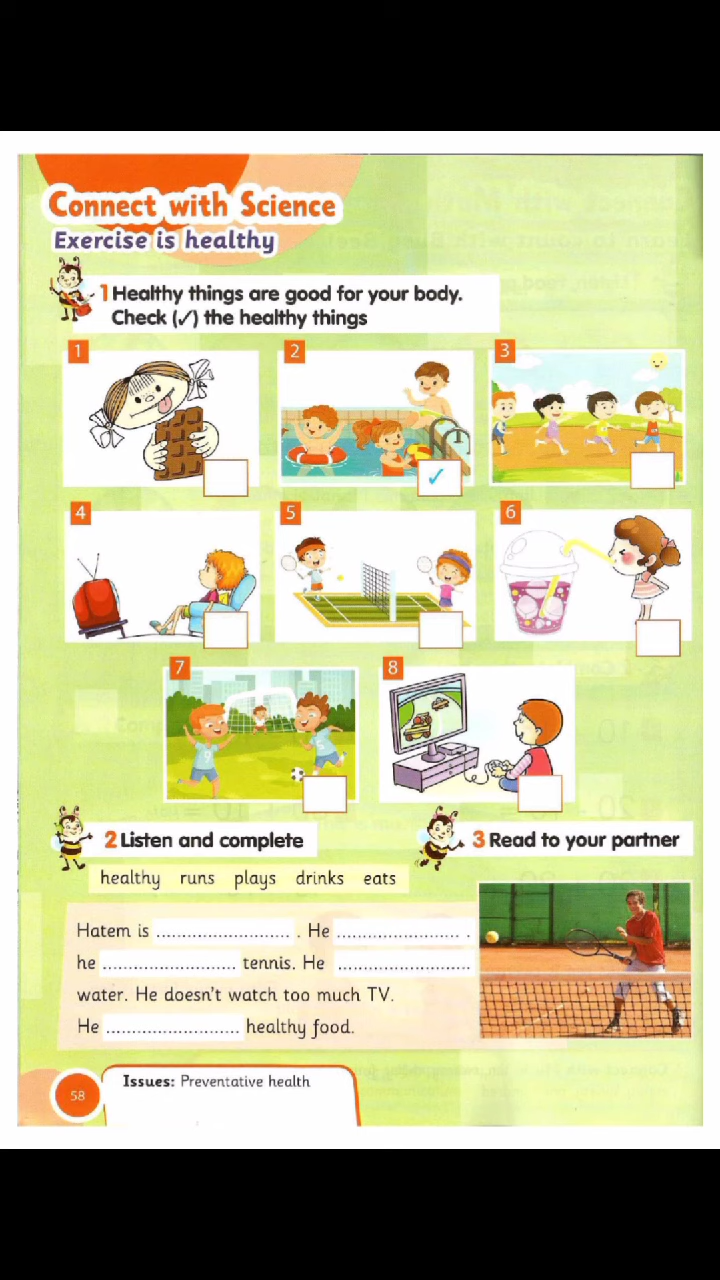 Connect with Science
Exercise is healthy
1 Healthy things are good for your body.
Check (✓) the healthy things
1
2
3
✓
4
5
6
7
8
2 Listen and complete
3 Read to your partner
healthy runs plays drinks eats
Hatem is ........................... . He ........................ .
he ........................... tennis. He ...........................
water. He doesn't watch too much TV.
He ........................... healthy food.
58
Issues: Preventative health